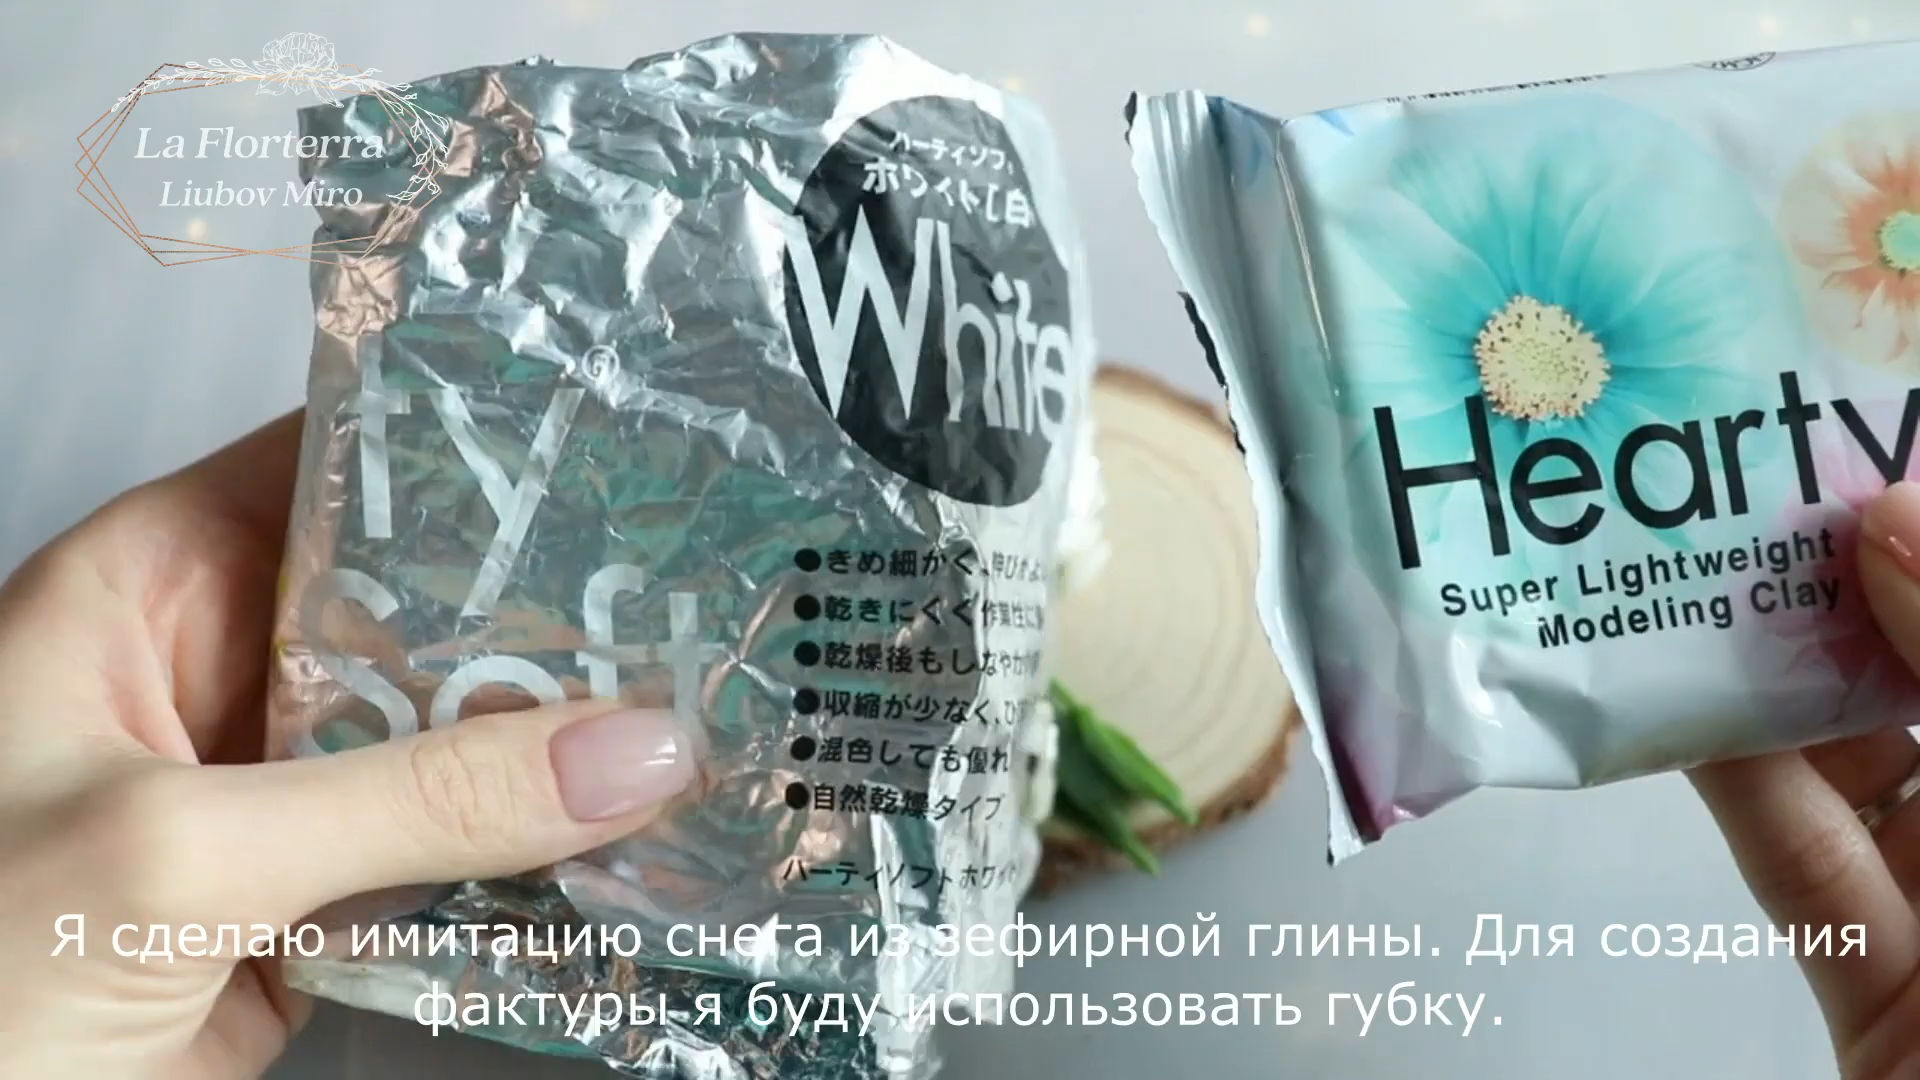 La Florterra
Liubov Miro
ハーティソフ
ホワイト[白
White
ty
Soft
●きめ細かく、伸びがよ
●乾きにくく作業性に
●乾燥後もしなやか
●収縮が少なく、ひ
●混色しても優れ
●自然乾燥タイプ
ハーティソフトホワイ
Hearty
Super Lightweight
Modeling Clay
Я сделаю имитацию снега из зефирной глины. Для создания
фактуры я буду использовать губку.